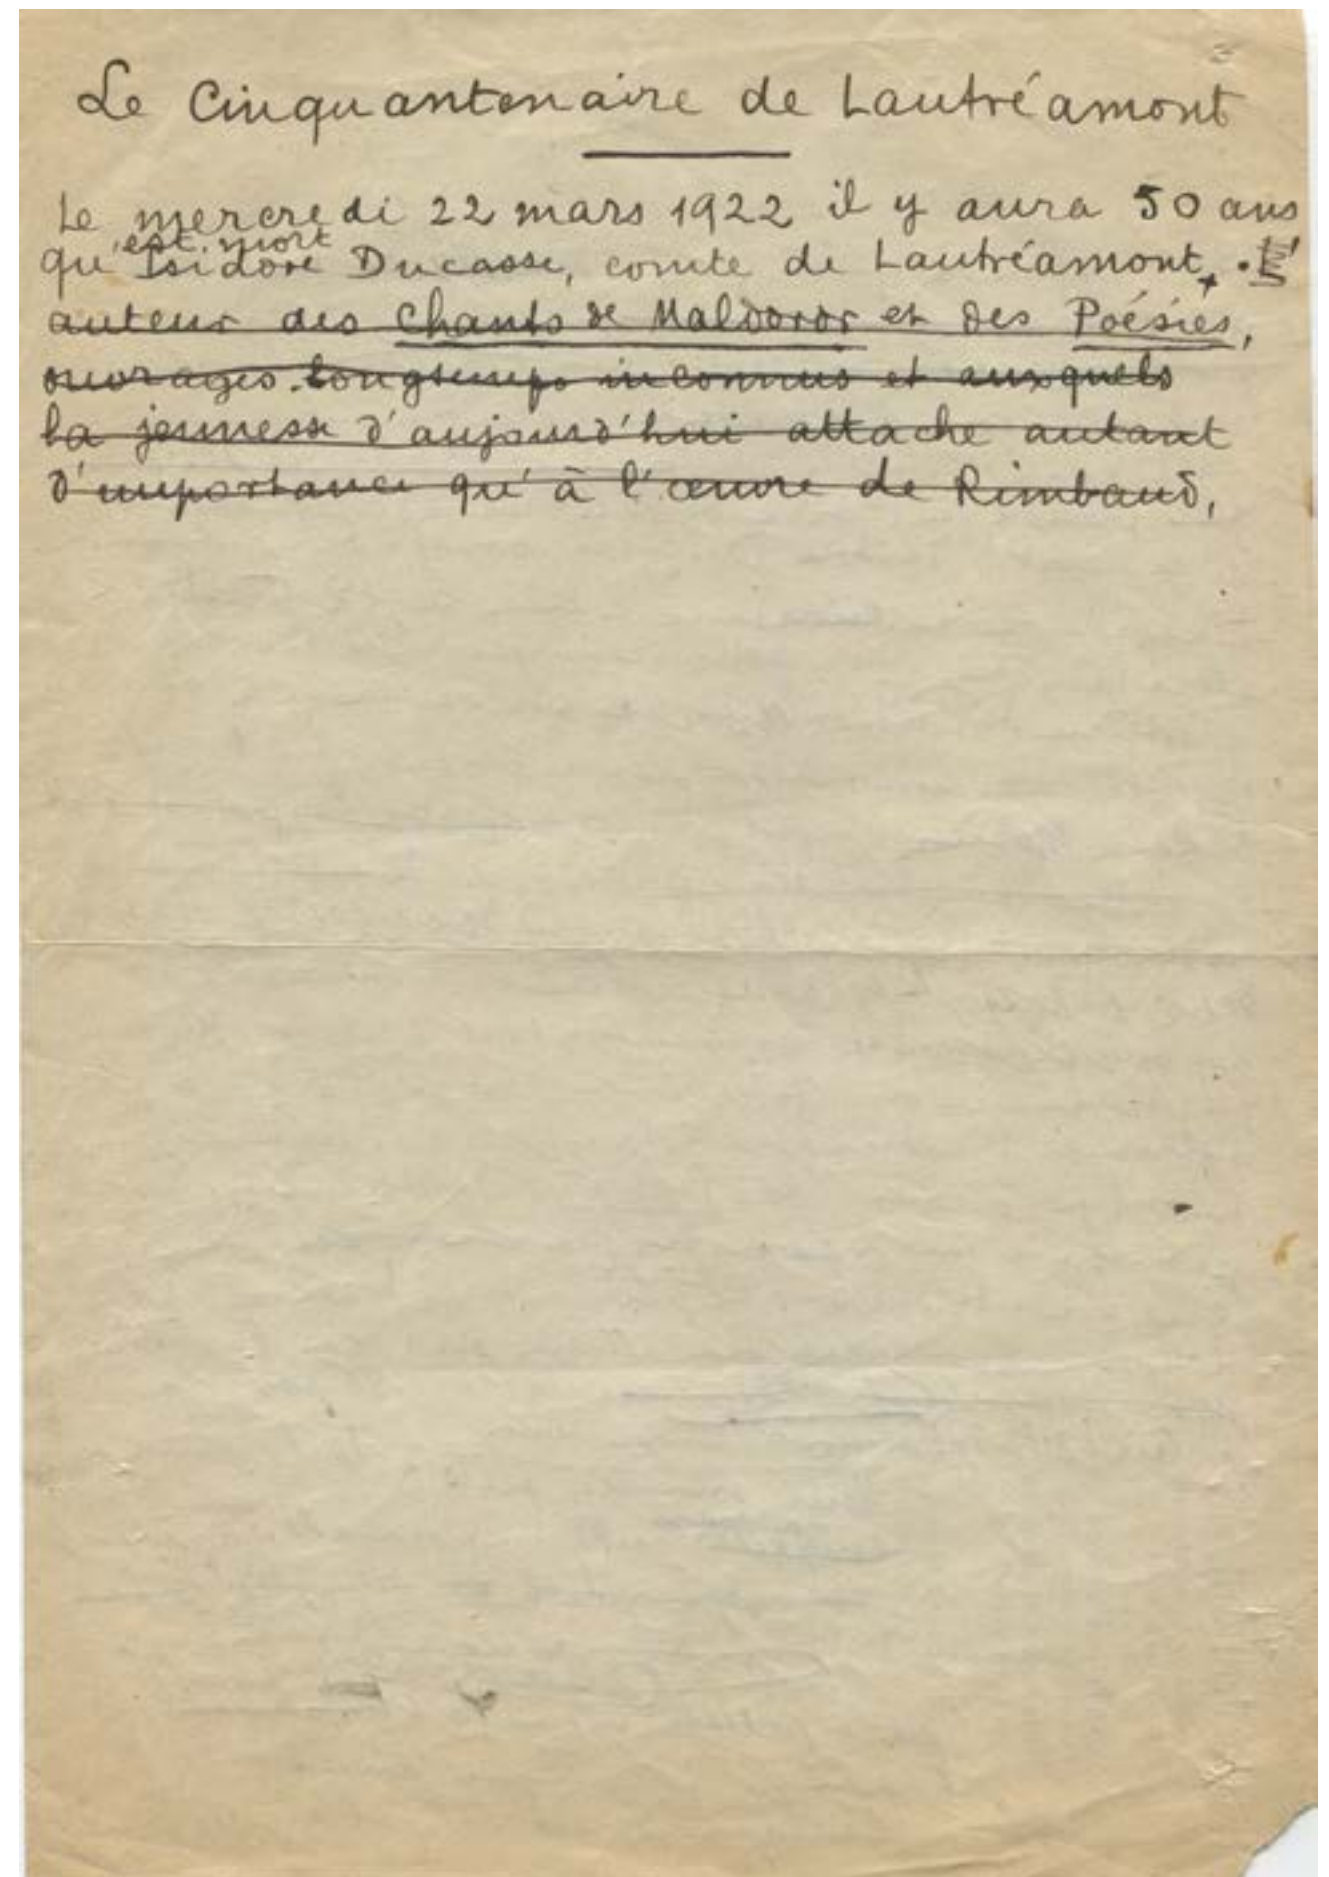 Le Cinquantenaire de Lautréamont
Le mercredi 22 mars 1922 il y aura 50 ans
qu'est mort Isidore Ducasse, comte de Lautréamont,
auteur des Chants de Maldoror et des Poésies,
ouvrages longtemps inconnus et auxquels
la jeunesse d'aujourd'hui attache autant
d'importance qu'à l'œuvre de Rimbaud,